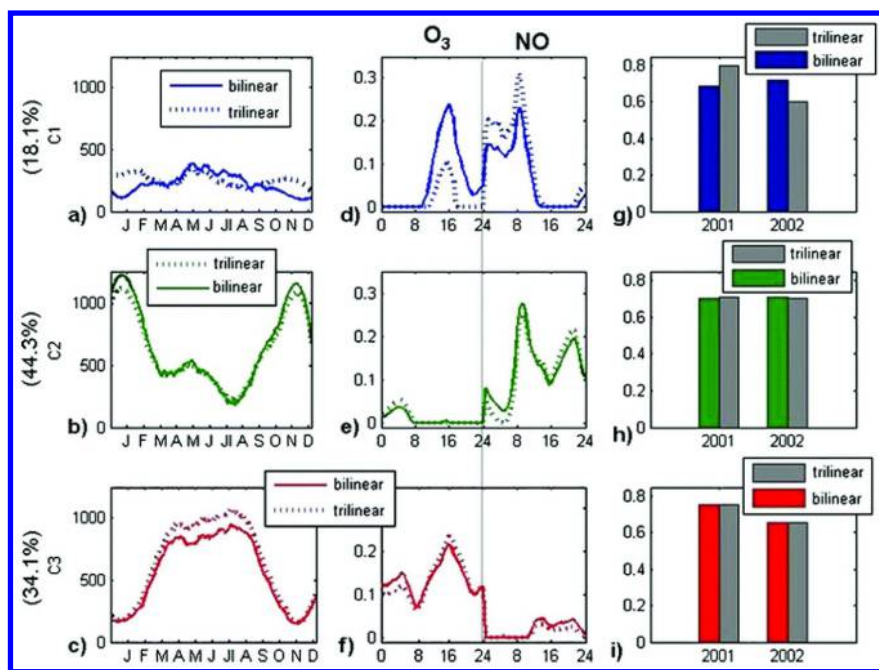 O3 NO
(18.1%)
C1
1000
500
0
bilinear
trilinear
a)
J F M A M J Jl A S O N D
0.3
0.2
0.1
0
d)
0 8 16 24 8 16 24
0.8
0.6
0.4
0.2
0
trilinear
bilinear
g)
2001 2002
(44.3%)
C2
1000
500
0
trilinear
bilinear
b)
J F M A M J Jl A S O N D
0.3
0.2
0.1
0
e)
0 8 16 24 8 16 24
0.8
0.6
0.4
0.2
0
trilinear
bilinear
h)
2001 2002
(34.1%)
C3
1000
500
0
bilinear
trilinear
c)
J F M A M J Jl A S O N D
0.2
0.1
0
f)
0 8 16 24 8 16 24
0.8
0.6
0.4
0.2
0
trilinear
bilinear
i)
2001 2002